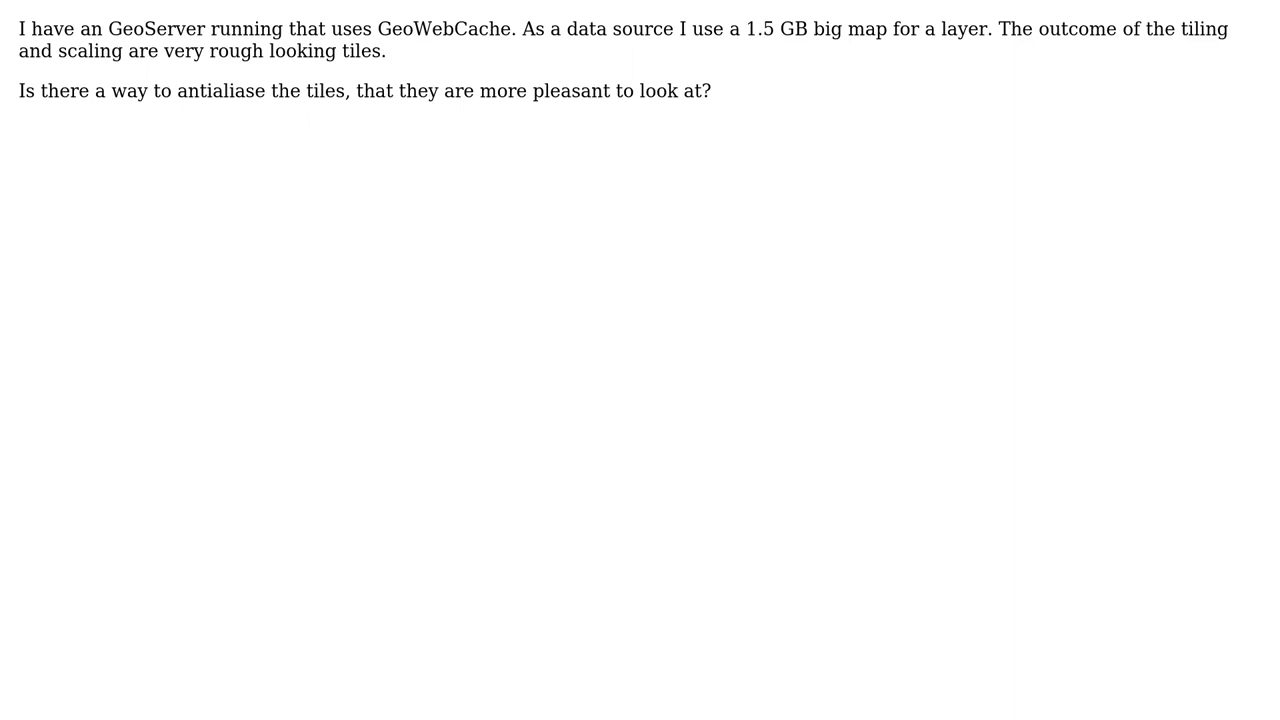 I have an GeoServer running that uses GeoWebCache. As a data source I use a 1.5 GB big map for a layer. The outcome of the tiling
and scaling are very rough looking tiles.
Is there a way to antialiase the tiles, that they are more pleasant to look at?